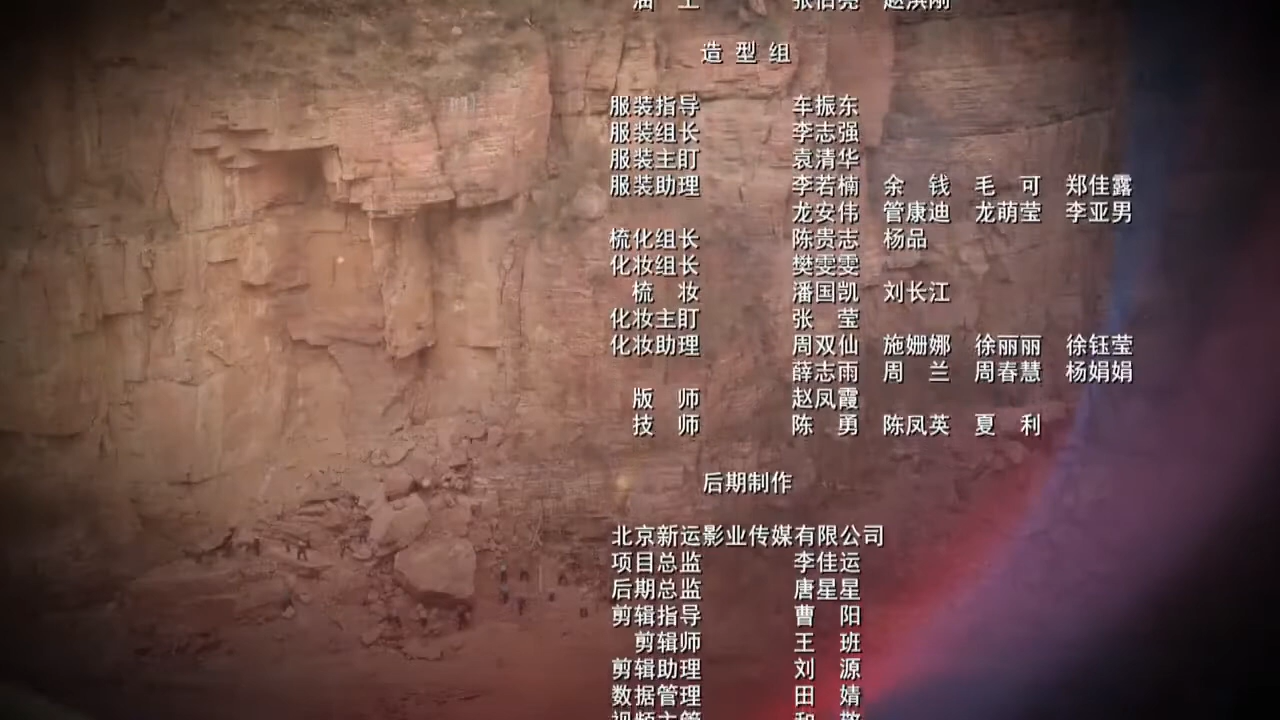 造 型 组
服装指导 车振东
服装组长 李志强
服装主盯 袁清华
服装助理 李若楠 余 钱 毛 可 郑佳露
龙安伟 管康迪 龙萌莹 李亚男
梳化组长 陈贵志 杨品
化妆组长 樊雯雯
梳 妆 潘国凯 刘长江
化妆主盯 张 莹
化妆助理 周双仙 施姗娜 徐丽丽 徐钰莹
薛志雨 周 兰 周春慧 杨娟娟
版 师 赵凤霞
技 师 陈 勇 陈凤英 夏 利
后期制作
北京新运影业传媒有限公司
项目总监 李佳运
后期总监 唐星星
剪辑指导 曹 阳
剪辑师 王 班
剪辑助理 刘 源
数据管理 田 婧